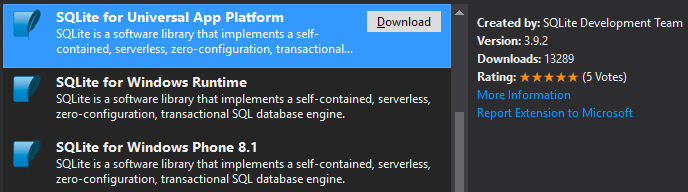 SQLite for Universal App Platform
SQLite is a software library that implements a self-
contained, serverless, zero-configuration, transactional...
Download
SQLite for Windows Runtime
SQLite is a software library that implements a self-contained, serverless,
zero-configuration, transactional SQL database engine.
SQLite for Windows Phone 8.1
SQLite is a software library that implements a self-contained, serverless,
zero-configuration, transactional SQL database engine.
Created by: SQLite Development Team
Version: 3.9.2
Downloads: 13289
Rating: ★★★★★ (5 Votes)
More Information
Report Extension to Microsoft